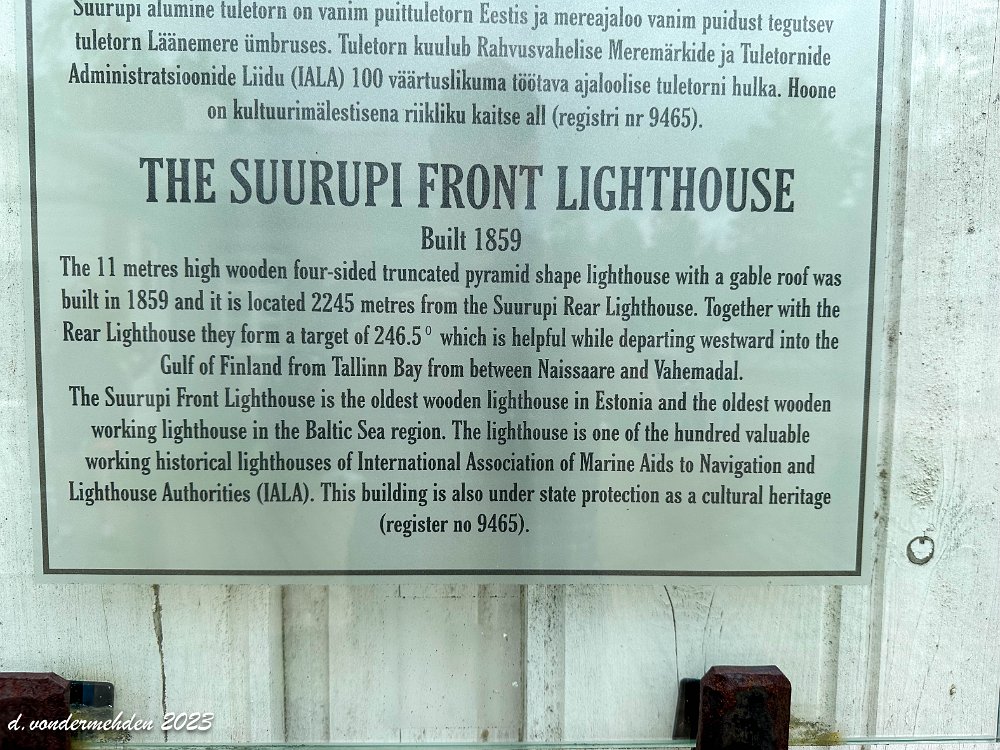 Suurupi alumine tuletorn on vanim puittuletorn Eestis ja mereajaloo vanim puidust tegutsev
tuletorn Läänemere ümbruses. Tuletorn kuulub Rahvusvahelise Meremärkide ja Tuletornide
Administratsioonide Liidu (IALA) 100 väärtuslikuma töötava ajaloolise tuletorni hulka. Hoone
on kultuurimälestisena riikliku kaitse all (registri nr 9465).
THE SUURUPI FRONT LIGHTHOUSE
Built 1859
The 11 metres high wooden four-sided truncated pyramid shape lighthouse with a gable roof was
built in 1859 and it is located 2245 metres from the Suurupi Rear Lighthouse. Together with the
Rear Lighthouse they form a target of 246.5° which is helpful while departing westward into the
Gulf of Finland from Tallinn Bay from between Naissaare and Vahemadal.
The Suurupi Front Lighthouse is the oldest wooden lighthouse in Estonia and the oldest wooden
working lighthouse in the Baltic Sea region. The lighthouse is one of the hundred valuable
working historical lighthouses of International Association of Marine Aids to Navigation and
Lighthouse Authorities (IALA). This building is also under state protection as a cultural heritage
(register no 9465).
d.vondermehden 2023